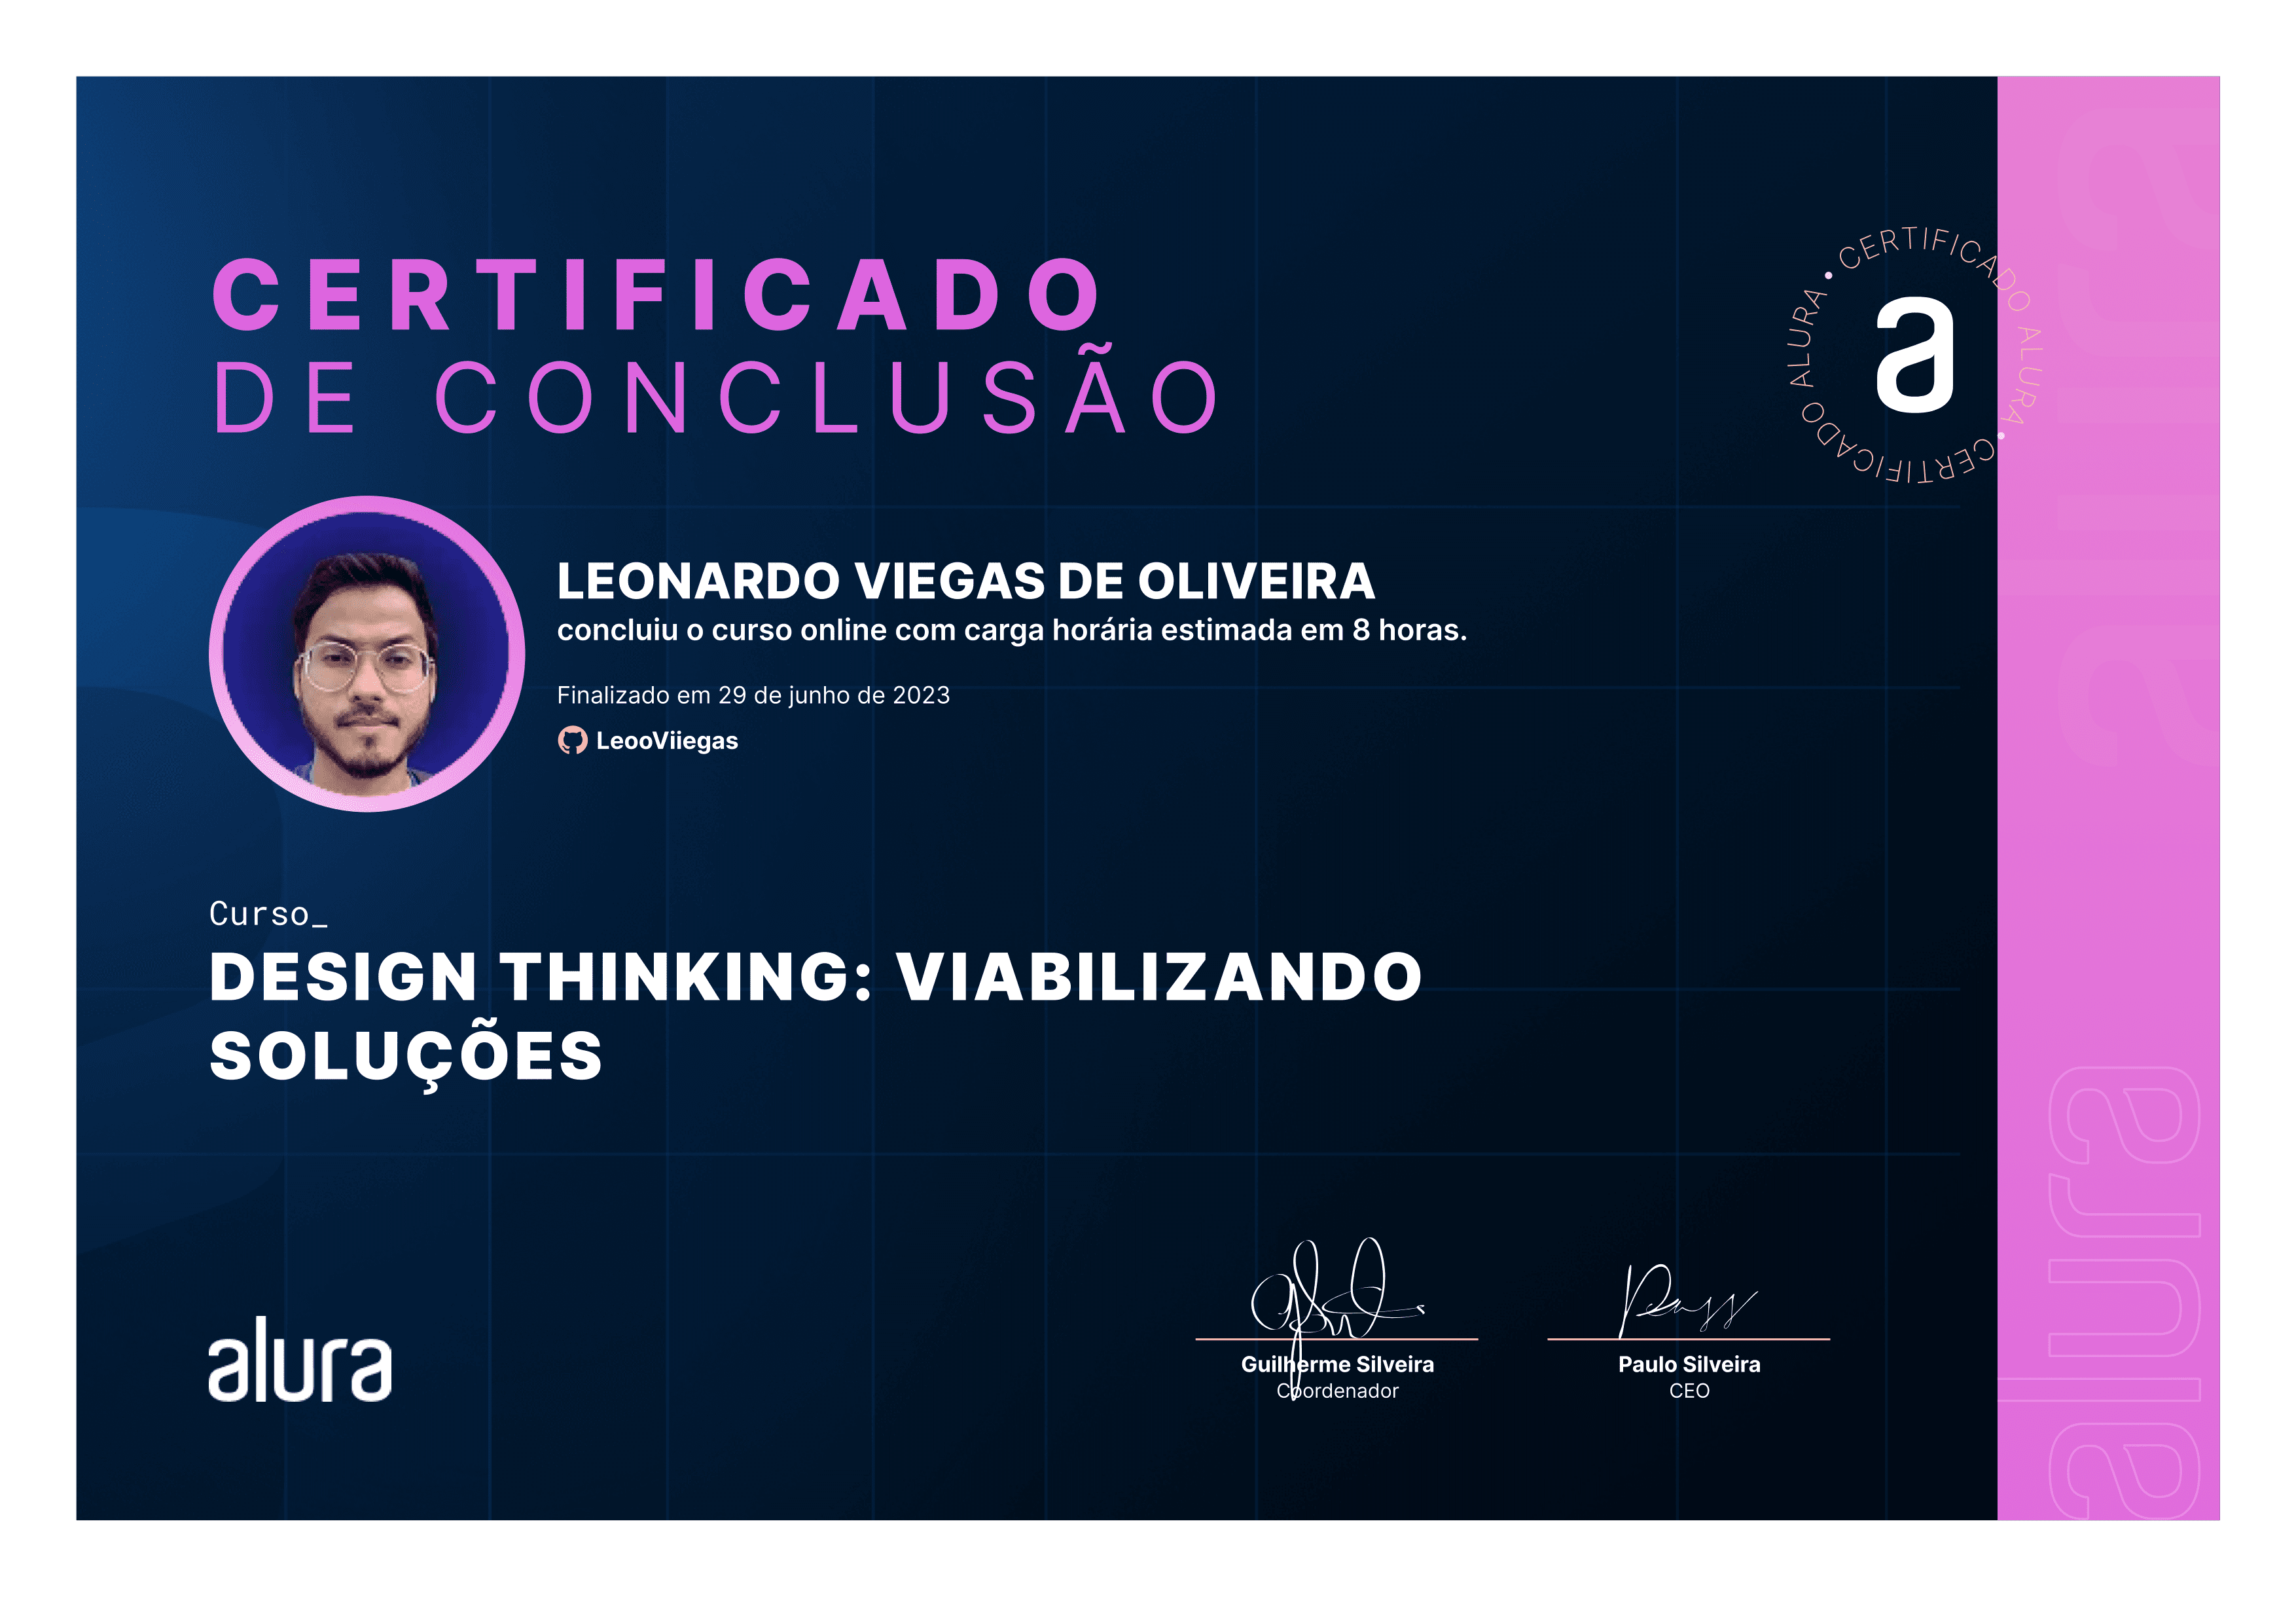 CERTIFICADO
DE CONCLUSÃO
• CERTIFICADO ALURA • CERTIFICADO ALURA
a
LEONARDO VIEGAS DE OLIVEIRA
concluiu o curso online com carga horária estimada em 8 horas.
Finalizado em 29 de junho de 2023
LeooViiegas
Curso_
DESIGN THINKING: VIABILIZANDO
SOLUÇÕES
alura
Guilherme Silveira
Coordenador
Paulo Silveira
CEO
alura